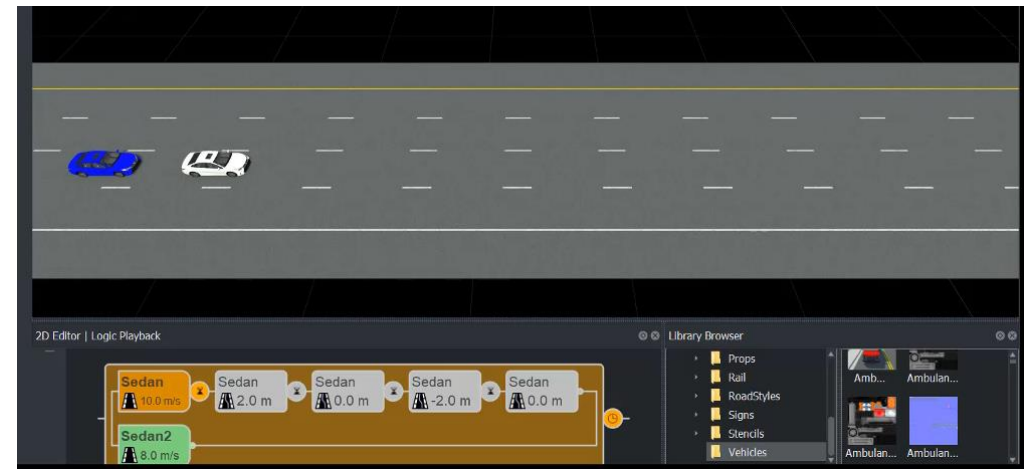 2D Editor | Logic Playback
Sedan
10.0 m/s
Sedan
2.0 m
Sedan
0.0 m
Sedan
-2.0 m
Sedan
0.0 m
Sedan2
8.0 m/s
Library Browser
Props
Rail
RoadStyles
Signs
Stencils
Vehicles
Amb...
Ambulan...
Ambulan...
Ambulan...